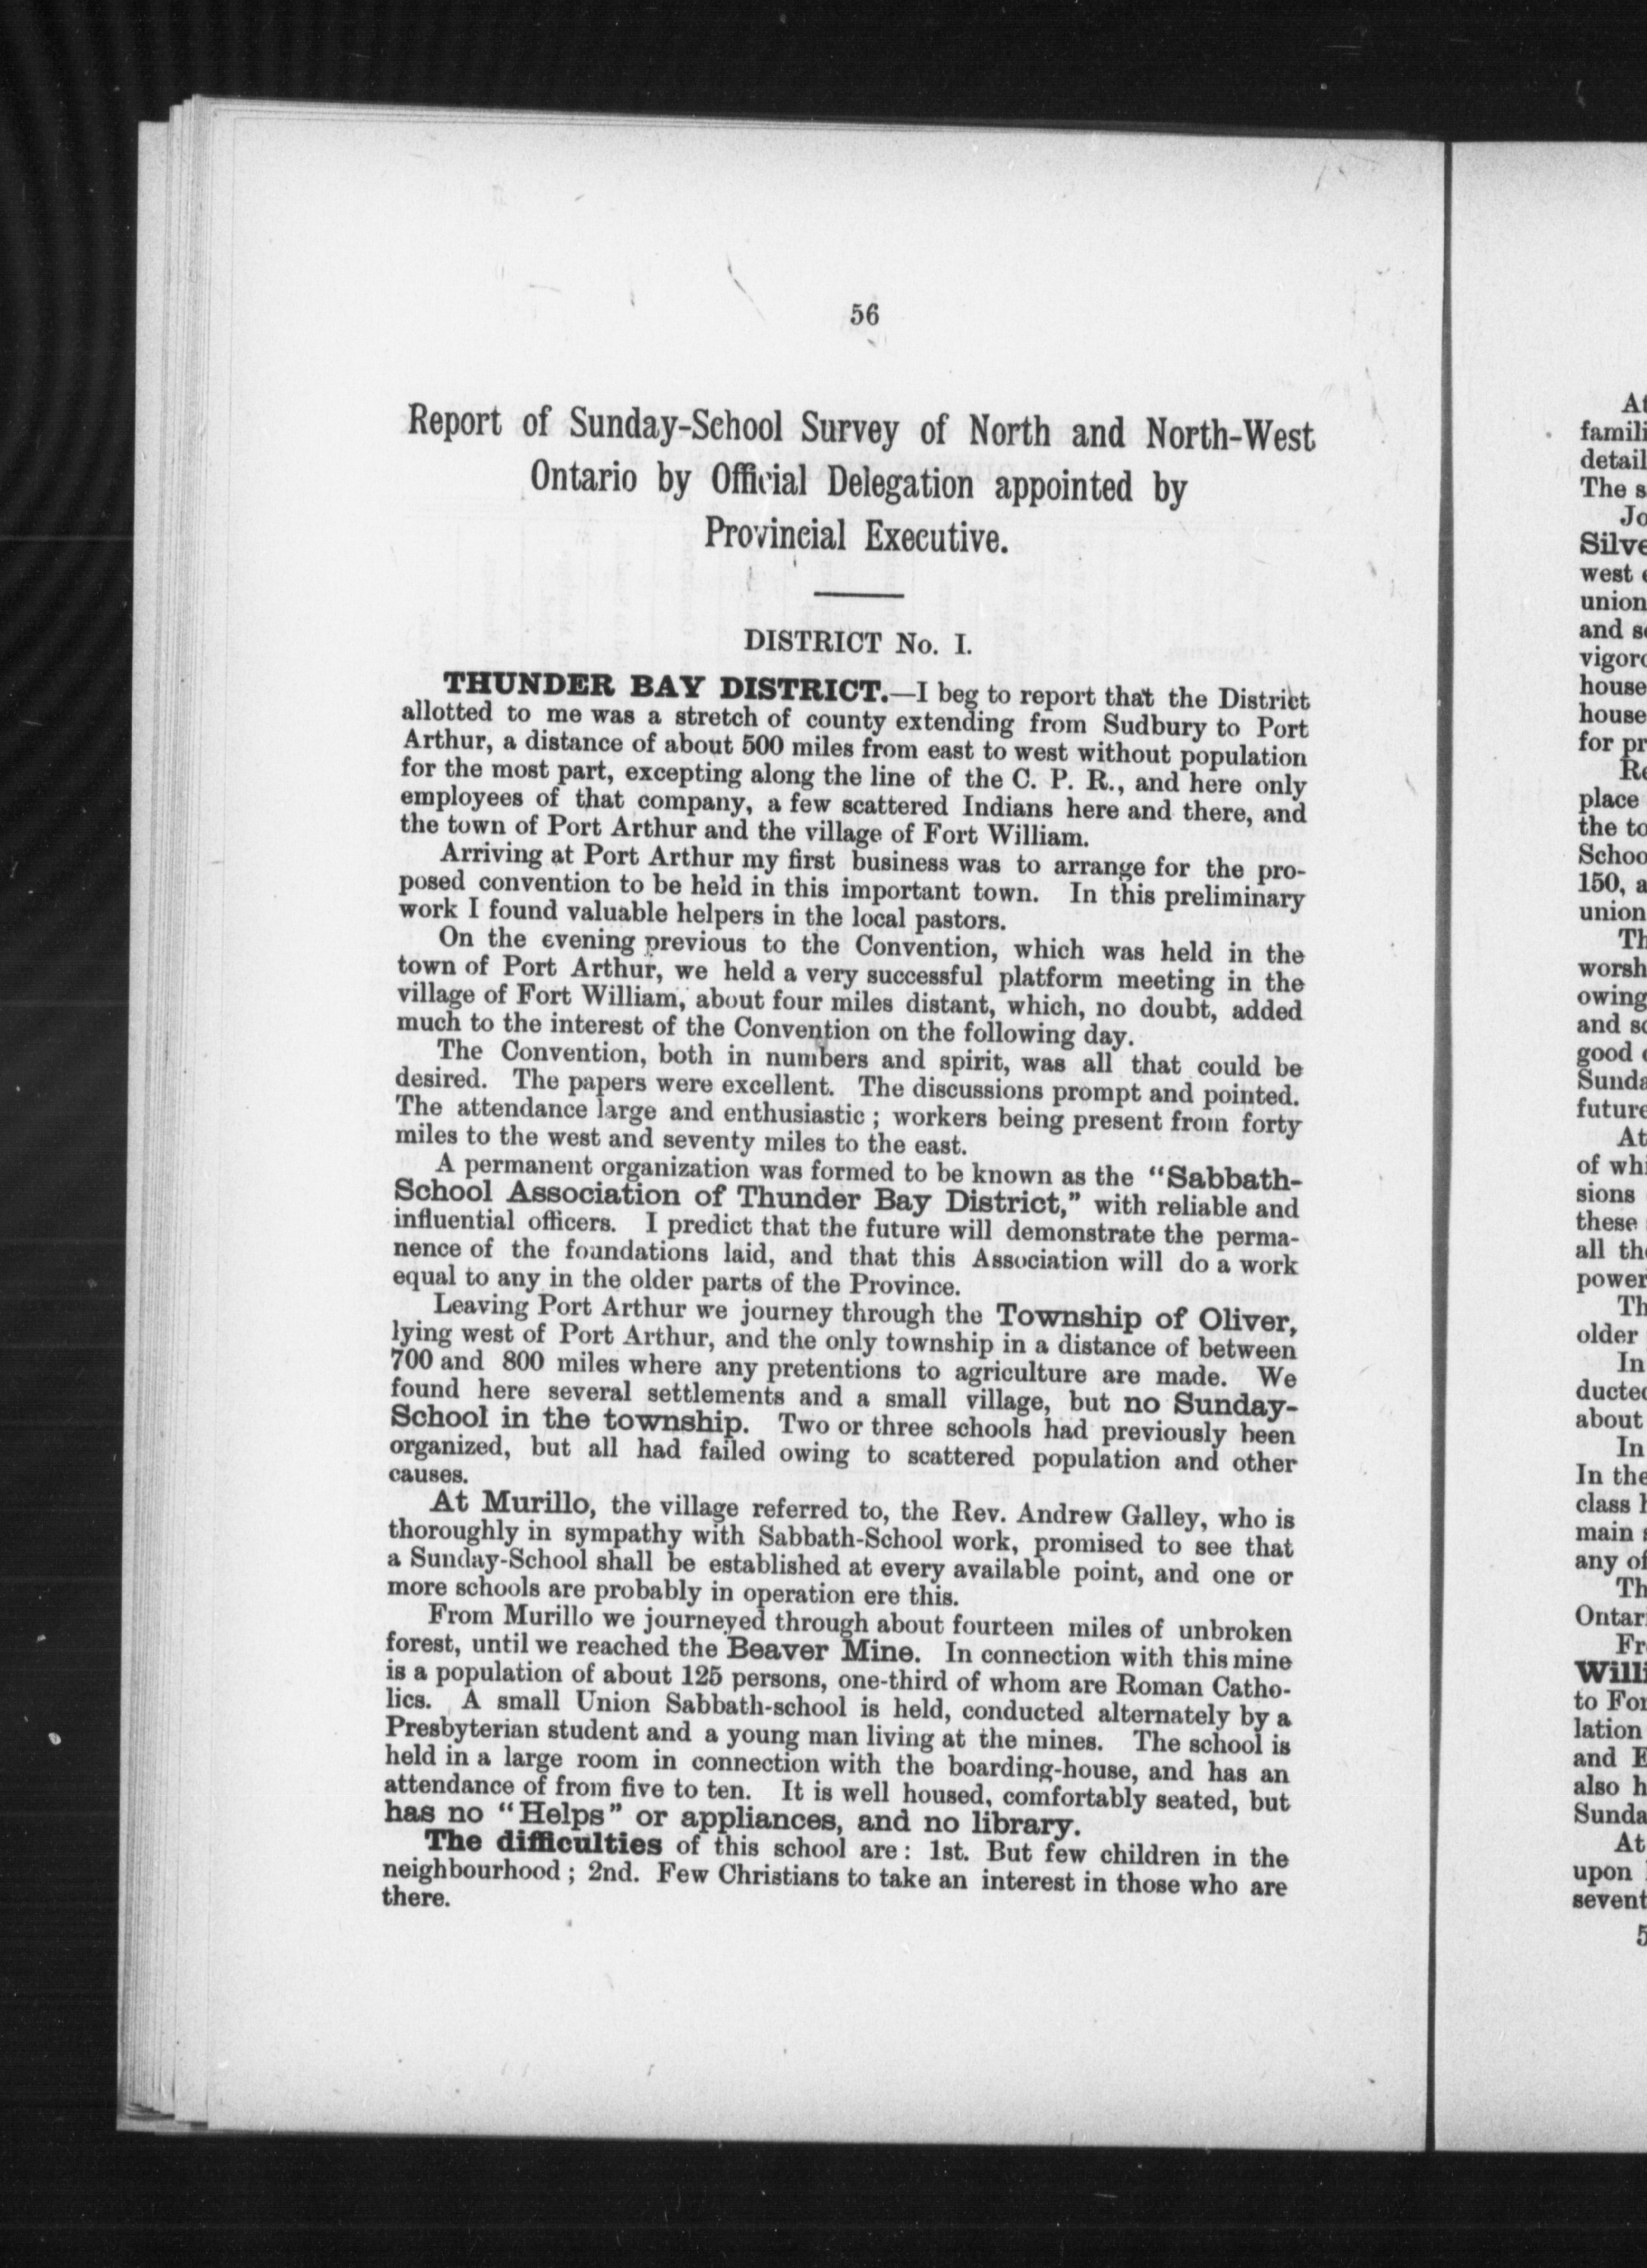 56
Report of Sunday-School Survey of North and North-West
Ontario by Official Delegation appointed by
Provincial Executive.
DISTRICT No. I.
THUNDER BAY DISTRICT.—I beg to report that the District
allotted to me was a stretch of county extending from Sudbury to Port
Arthur, a distance of about 500 miles from east to west without population
for the most part, excepting along the line of the C. P. R., and here only
employees of that company, a few scattered Indians here and there, and
the town of Port Arthur and the village of Fort William.
Arriving at Port Arthur my first business was to arrange for the pro-
posed convention to be held in this important town. In this preliminary
work I found valuable helpers in the local pastors.
On the evening previous to the Convention, which was held in the
town of Port Arthur, we held a very successful platform meeting in the
village of Fort William, about four miles distant, which, no doubt, added
much to the interest of the Convention on the following day.
The Convention, both in numbers and spirit, was all that could be
desired. The papers were excellent. The discussions prompt and pointed.
The attendance large and enthusiastic ; workers being present from forty
miles to the west and seventy miles to the east.
A permanent organization was formed to be known as the "Sabbath-
School Association of Thunder Bay District," with reliable and
influential officers. I predict that the future will demonstrate the perma-
nence of the foundations laid, and that this Association will do a work
equal to any in the older parts of the Province.
Leaving Port Arthur we journey through the Township of Oliver,
lying west of Port Arthur, and the only township in a distance of between
700 and 800 miles where any pretentions to agriculture are made. We
found here several settlements and a small village, but no Sunday-
School in the township. Two or three schools had previously been
organized, but all had failed owing to scattered population and other
causes.
At Murillo, the village referred to, the Rev. Andrew Galley, who is
thoroughly in sympathy with Sabbath-School work, promised to see that
a Sunday-School shall be established at every available point, and one or
more schools are probably in operation ere this.
From Murillo we journeyed through about fourteen miles of unbroken
forest, until we reached the Beaver Mine. In connection with this mine
is a population of about 125 persons, one-third of whom are Roman Catho-
lics. A small Union Sabbath-school is held, conducted alternately by a
Presbyterian student and a young man living at the mines. The school is
held in a large room in connection with the boarding-house, and has an
attendance of from five to ten. It is well housed, comfortably seated, but
has no "Helps" or appliances, and no library.
The difficulties of this school are : 1st. But few children in the
neighbourhood ; 2nd. Few Christians to take an interest in those who are
there.